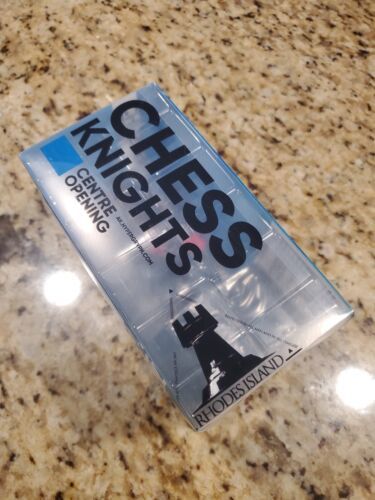 CHESS
KNIGHTS
CENTRE
OPENING
RHODES ISLAND